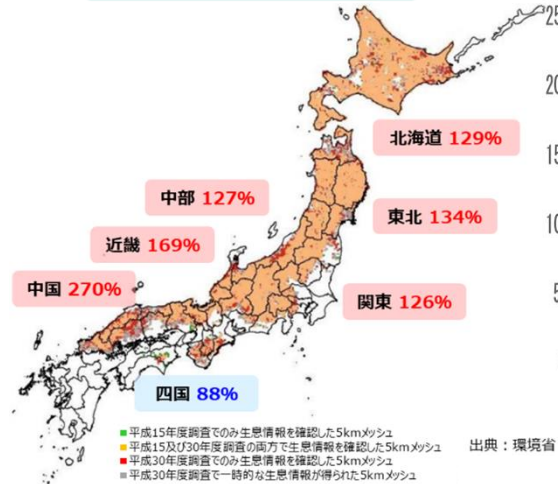 25
20
15
10
5
北海道 129%
中部 127%
東北 134%
近畿 169%
中国 270%
関東 126%
四国 88%
平成15年度調査でのみ生息情報を確認した5kmメッシュ
平成15及び30年度調査の両方で生息情報を確認した5kmメッシュ
平成30年度調査でのみ生息情報を確認した5kmメッシュ
平成30年度調査で一時的な生息情報が得られた5kmメッシュ
出典：環境省